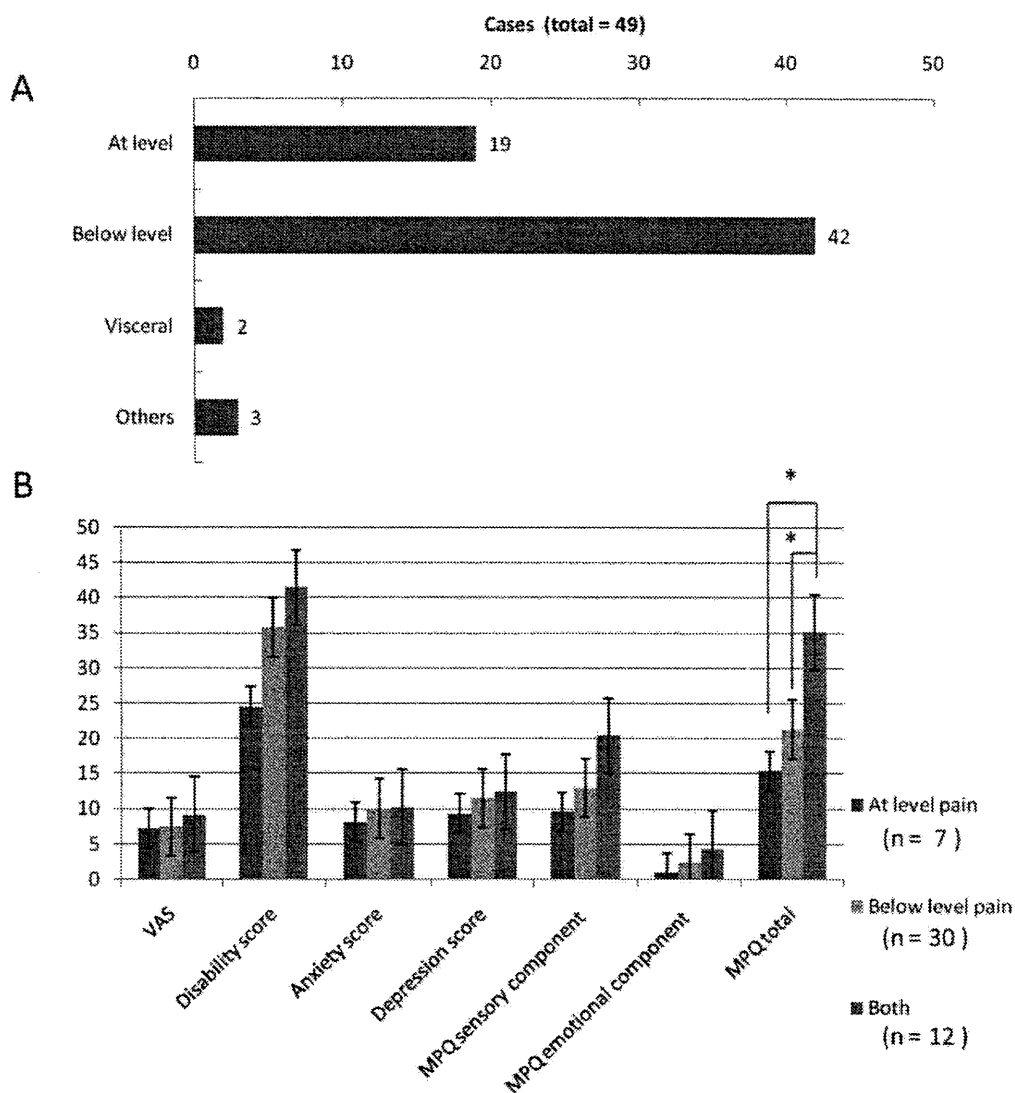 Cases (total = 49)
0 10 20 30 40 50
A
At level 19
Below level 42
Visceral 2
Others 3
B
* 
*
50
45
40
35
30
25
20
15
10
5
0
VAS
Disability score
Anxiety score
Depression score
MPQ sensory component
MPQ emotional component
MPQ total
At level pain
(n = 7)
Below level pain
(n = 30)
Both
(n = 12)